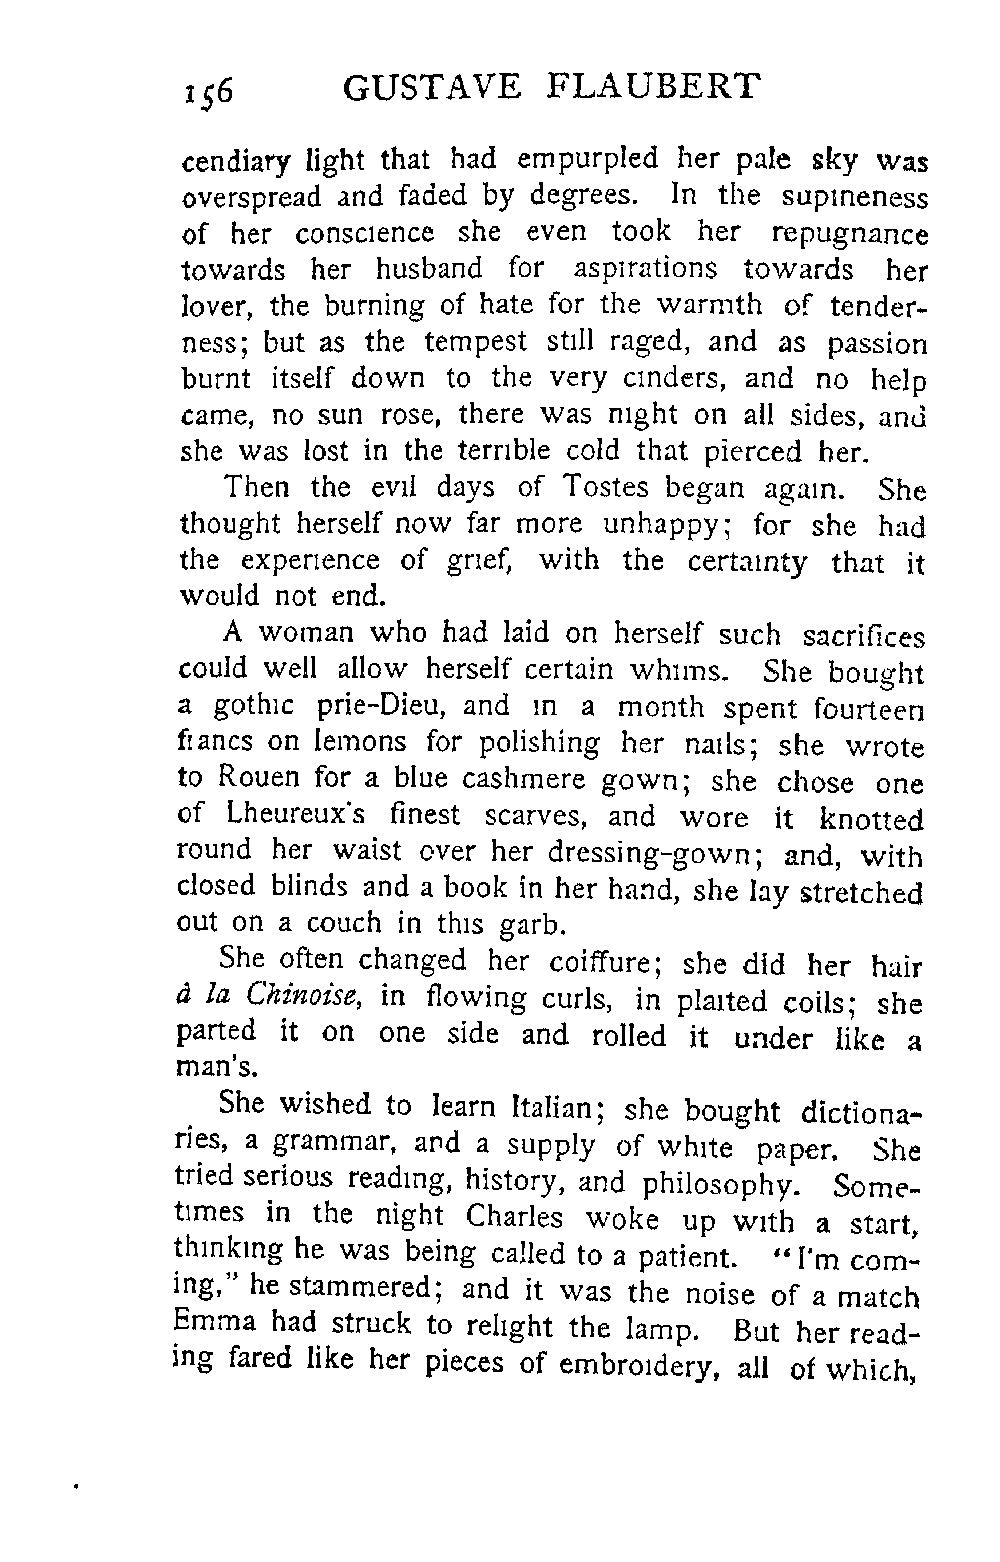 156 GUSTAVE FLAUBERT
cendiary light that had empurpled her pale sky was
overspread and faded by degrees. In the supineness
of her conscience she even took her repugnance
towards her husband for aspirations towards her
lover, the burning of hate for the warmth of tender-
ness; but as the tempest still raged, and as passion
burnt itself down to the very cinders, and no help
came, no sun rose, there was night on all sides, and
she was lost in the terrible cold that pierced her.
Then the evil days of Tostes began again. She
thought herself now far more unhappy; for she had
the experience of grief, with the certainty that it
would not end.
A woman who had laid on herself such sacrifices
could well allow herself certain whims. She bought
a gothic prie-Dieu, and in a month spent fourteen
francs on lemons for polishing her nails; she wrote
to Rouen for a blue cashmere gown; she chose one
of Lheureux's finest scarves, and wore it knotted
round her waist over her dressing-gown; and, with
closed blinds and a book in her hand, she lay stretched
out on a couch in this garb.
She often changed her coiffure; she did her hair
à la Chinoise, in flowing curls, in plaited coils; she
parted it on one side and rolled it under like a
man's.
She wished to learn Italian; she bought dictiona-
ries, a grammar, and a supply of white paper. She
tried serious reading, history, and philosophy. Some-
times in the night Charles woke up with a start,
thinking he was being called to a patient. "I'm com-
ing," he stammered; and it was the noise of a match
Emma had struck to relight the lamp. But her read-
ing fared like her pieces of embroidery, all of which,